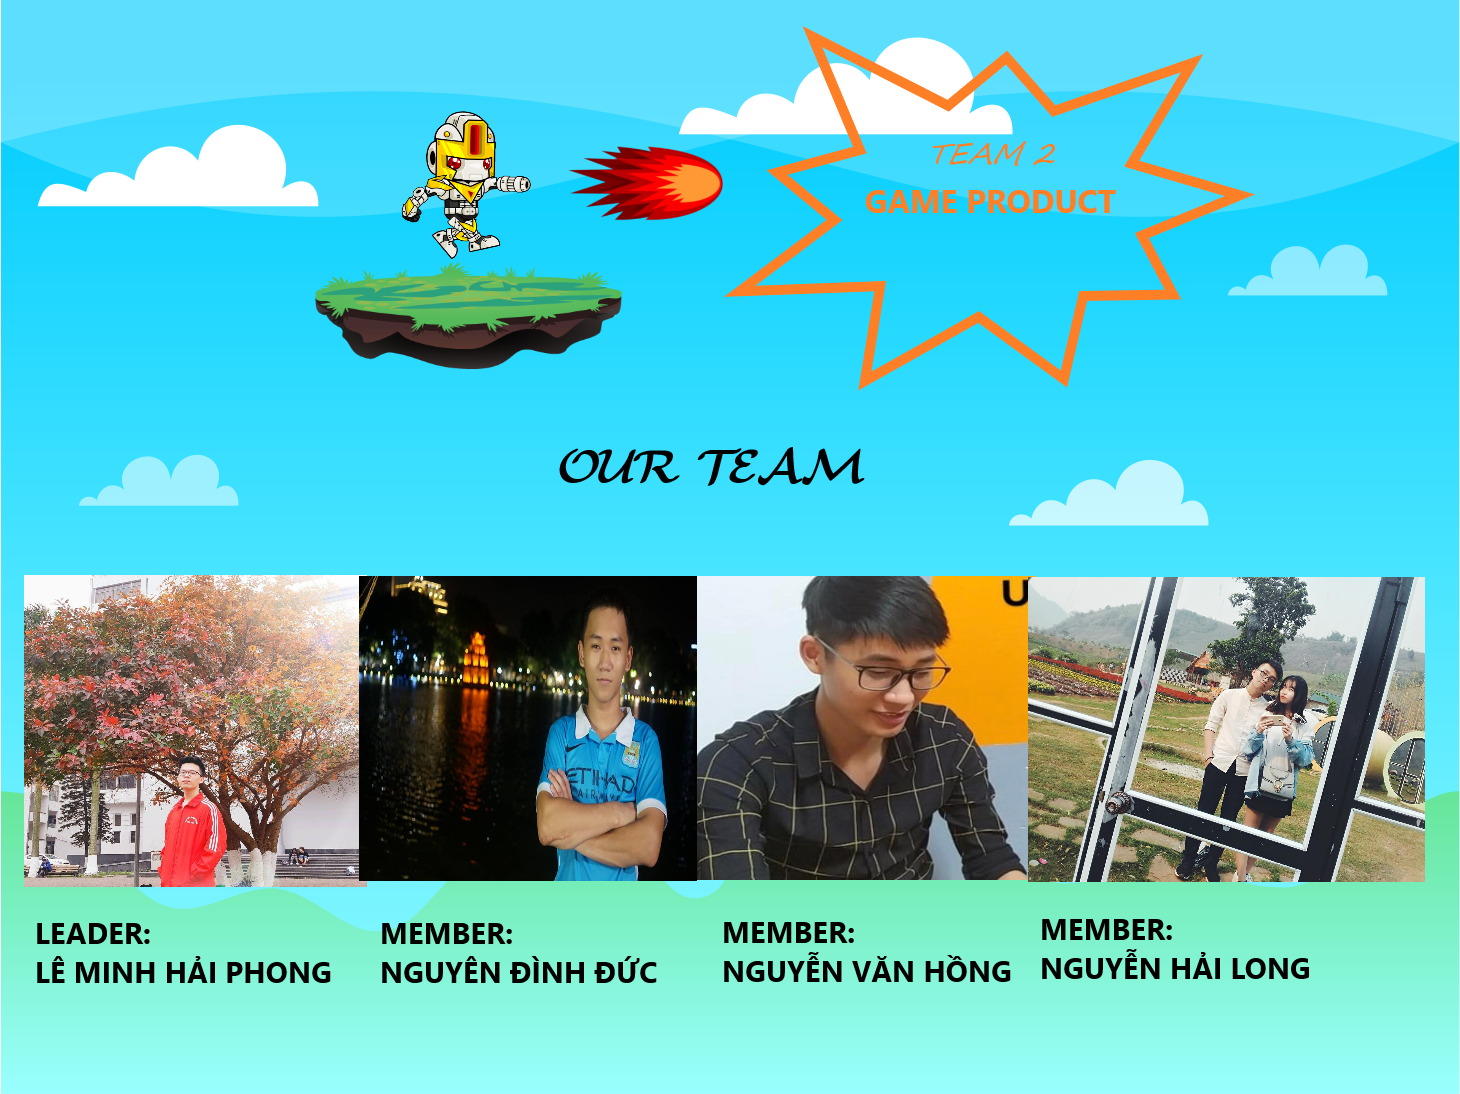 TEAM 2
GAME PRODUCT
OUR TEAM
U
ETIHAD
LEADER:
LÊ MINH HẢI PHONG
MEMBER:
NGUYÊN ĐÌNH ĐỨC
MEMBER:
NGUYỄN VĂN HỒNG
MEMBER:
NGUYỄN HẢI LONG